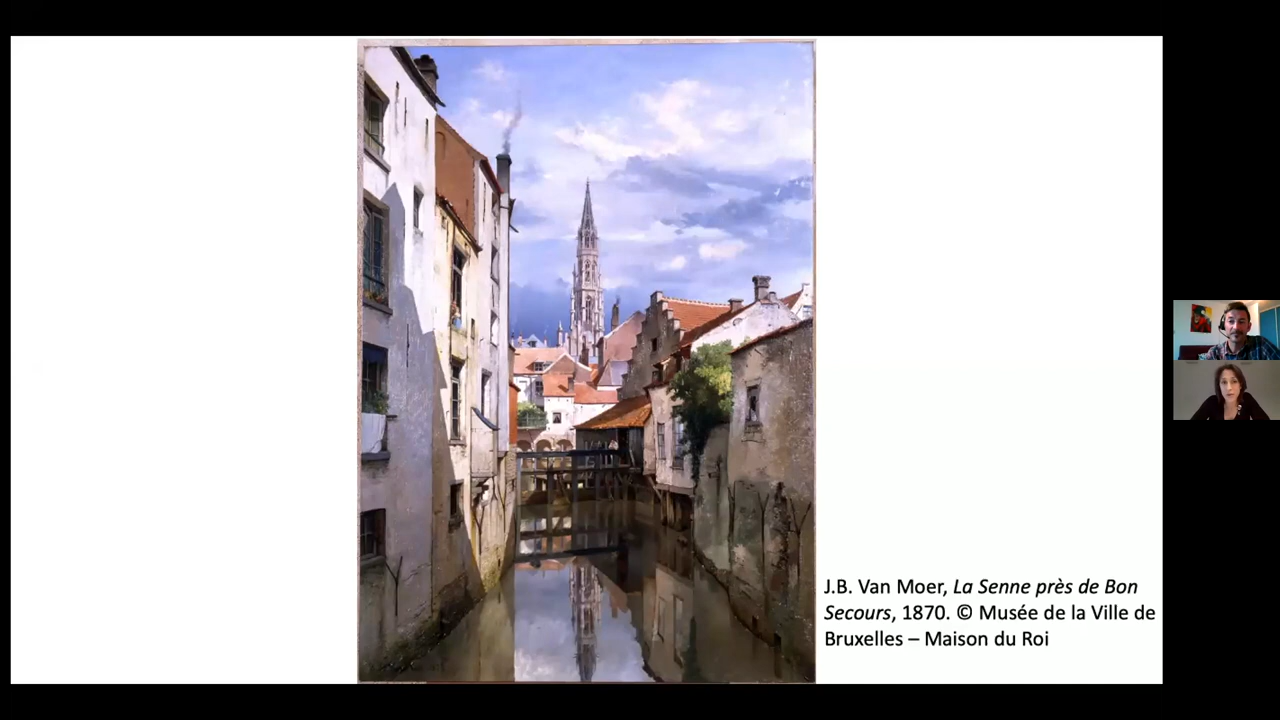 J.B. Van Moer, La Senne près de Bon
Secours, 1870. © Musée de la Ville de
Bruxelles – Maison du Roi